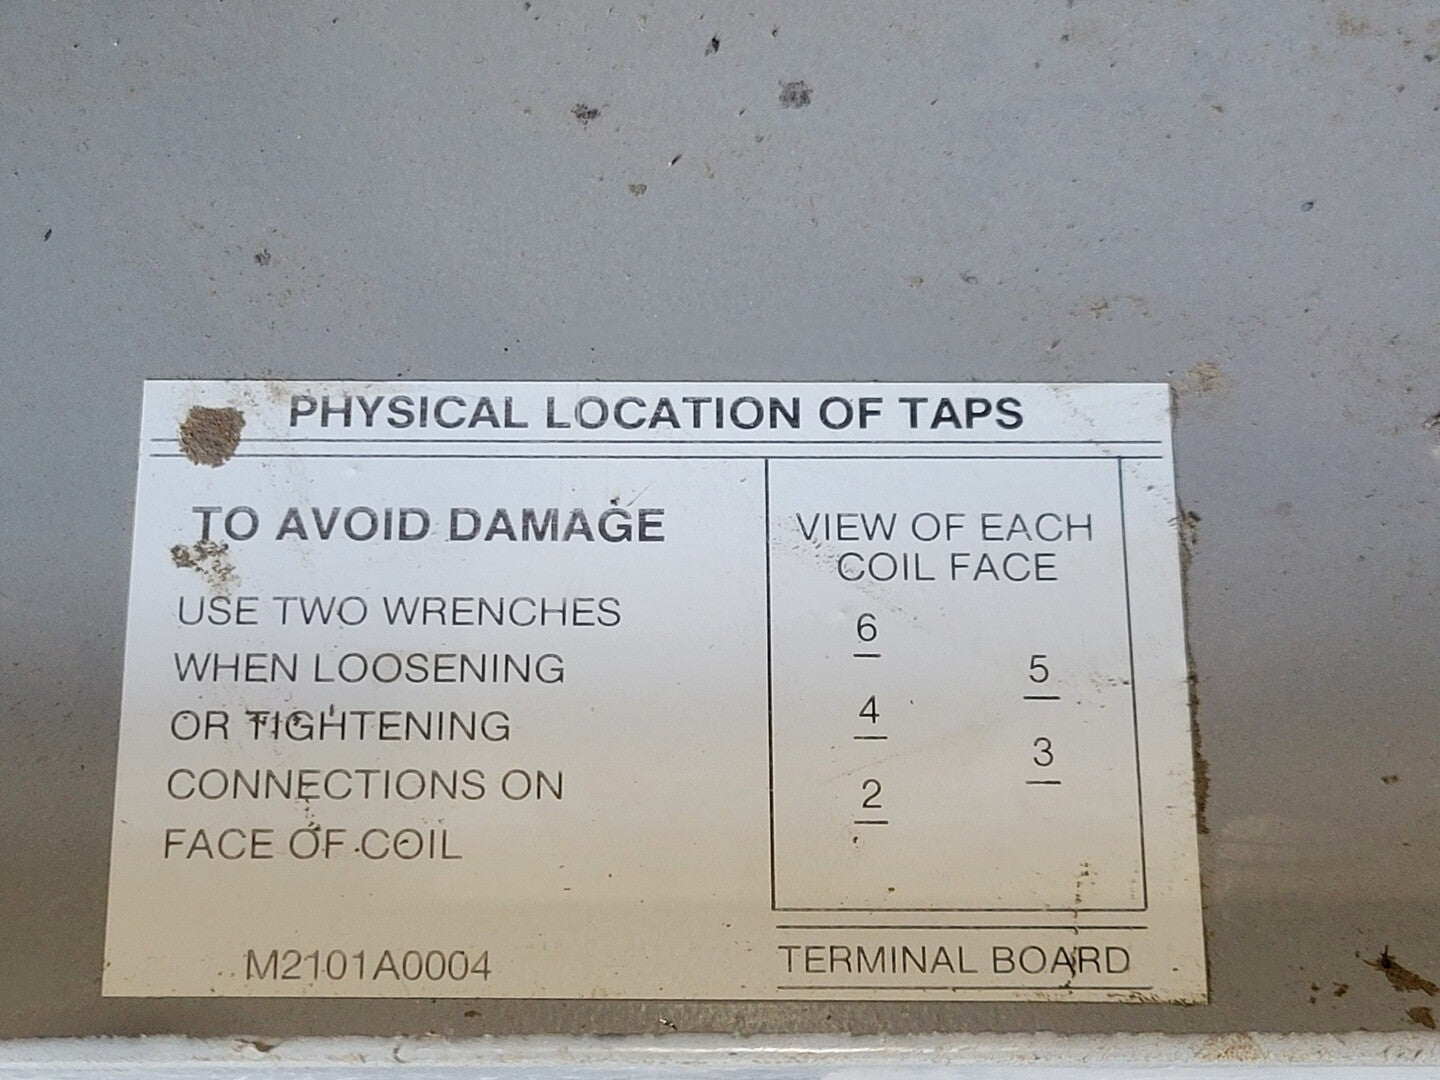 PHYSICAL LOCATION OF TAPS
TO AVOID DAMAGE
USE TWO WRENCHES
WHEN LOOSENING
OR TIGHTENING
CONNECTIONS ON
FACE OF COIL
M2101A0004
VIEW OF EACH
COIL FACE
6
5
4
3
2
TERMINAL BOARD